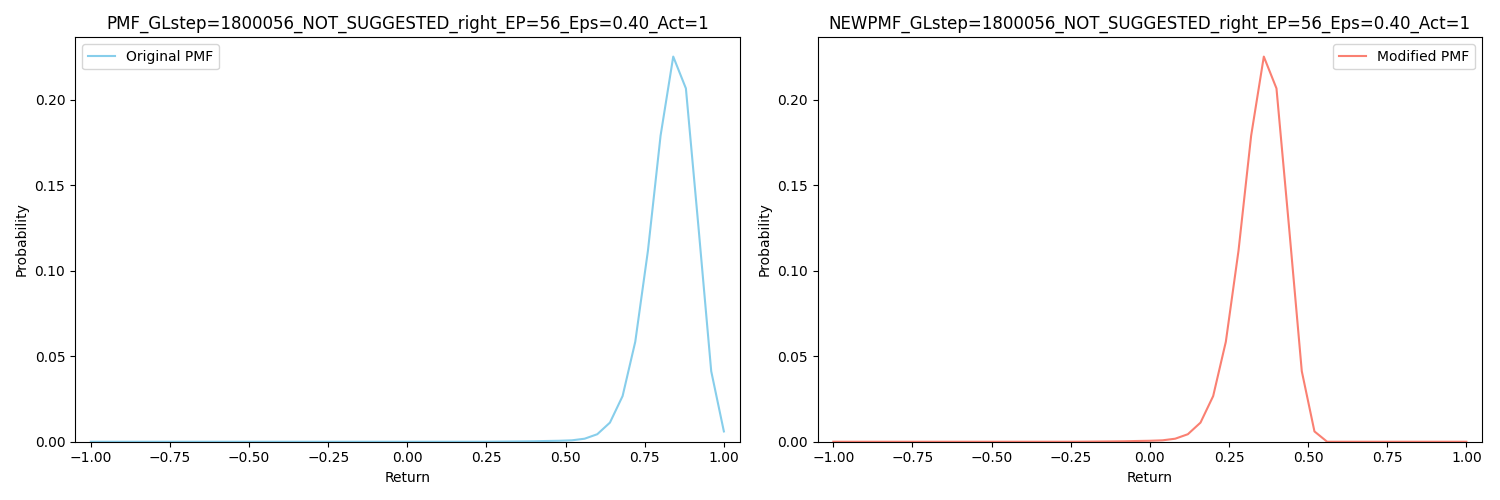 PMF_GLstep=1800056_NOT_SUGGESTED_right_EP=56_Eps=0.40_Act=1
Original PMF
Probability
0.20
0.15
0.10
0.05
0.00
−1.00 −0.75 −0.50 −0.25 0.00 0.25 0.50 0.75 1.00
Return
NEWPMF_GLstep=1800056_NOT_SUGGESTED_right_EP=56_Eps=0.40_Act=1
Modified PMF
Probability
0.20
0.15
0.10
0.05
0.00
−1.00 −0.75 −0.50 −0.25 0.00 0.25 0.50 0.75 1.00
Return